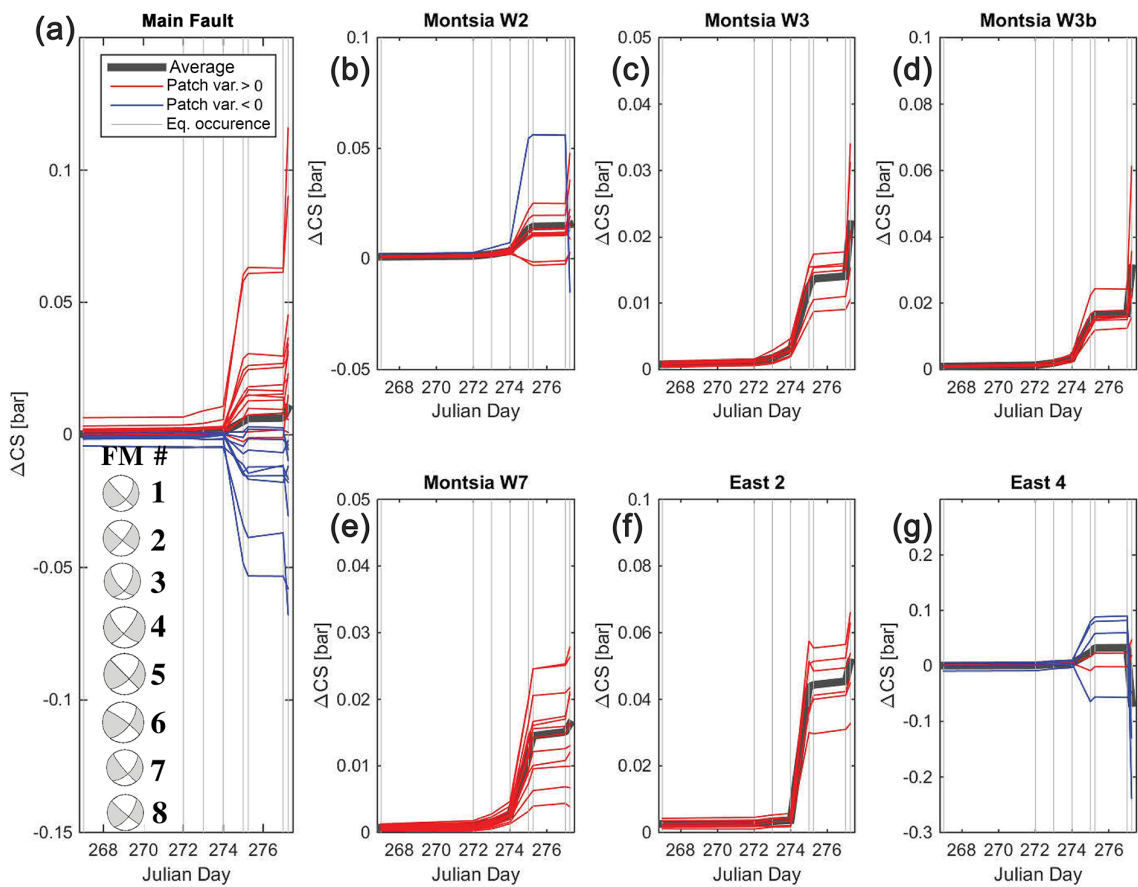 (a)
Main Fault
Average
Patch var. > 0
Patch var. < 0
Eq. occurence
0.1
0.05
0
-0.05
-0.1
-0.15
ΔCS [bar]
FM #
1
2
3
4
5
6
7
8
268 270 272 274 276
Julian Day
(b)
Montsia W2
0.1
0.05
0
-0.05
ΔCS [bar]
268 270 272 274 276
Julian Day
(c)
Montsia W3
0.05
0.04
0.03
0.02
0.01
0
ΔCS [bar]
268 270 272 274 276
Julian Day
(d)
Montsia W3b
0.1
0.08
0.06
0.04
0.02
0
ΔCS [bar]
268 270 272 274 276
Julian Day
(e)
Montsia W7
0.05
0.04
0.03
0.02
0.01
0
ΔCS [bar]
268 270 272 274 276
Julian Day
(f)
East 2
0.1
0.08
0.06
0.04
0.02
0
ΔCS [bar]
268 270 272 274 276
Julian Day
(g)
East 4
0.2
0.1
0
-0.1
-0.2
-0.3
ΔCS [bar]
268 270 272 274 276
Julian Day